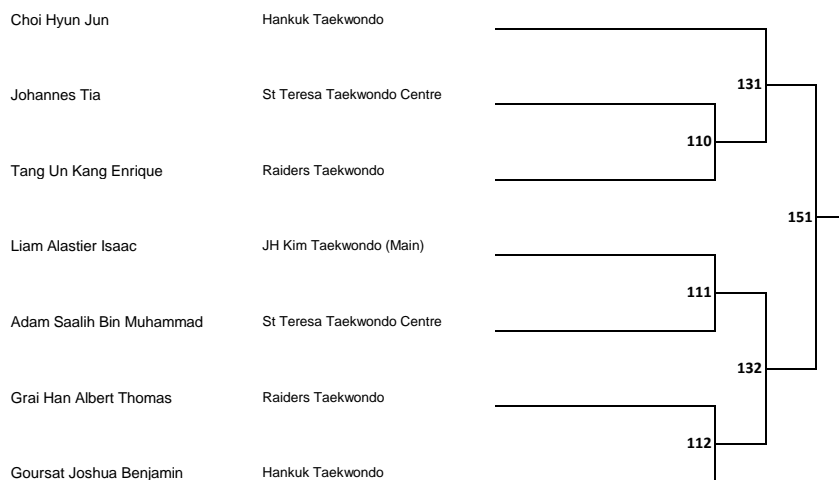 Choi Hyun Jun Hankuk Taekwondo
131
Johannes Tia St Teresa Taekwondo Centre
110
Tang Un Kang Enrique Raiders Taekwondo
151
Liam Alastier Isaac JH Kim Taekwondo (Main)
111
Adam Saalih Bin Muhammad St Teresa Taekwondo Centre
132
Grai Han Albert Thomas Raiders Taekwondo
112
Goursat Joshua Benjamin Hankuk Taekwondo